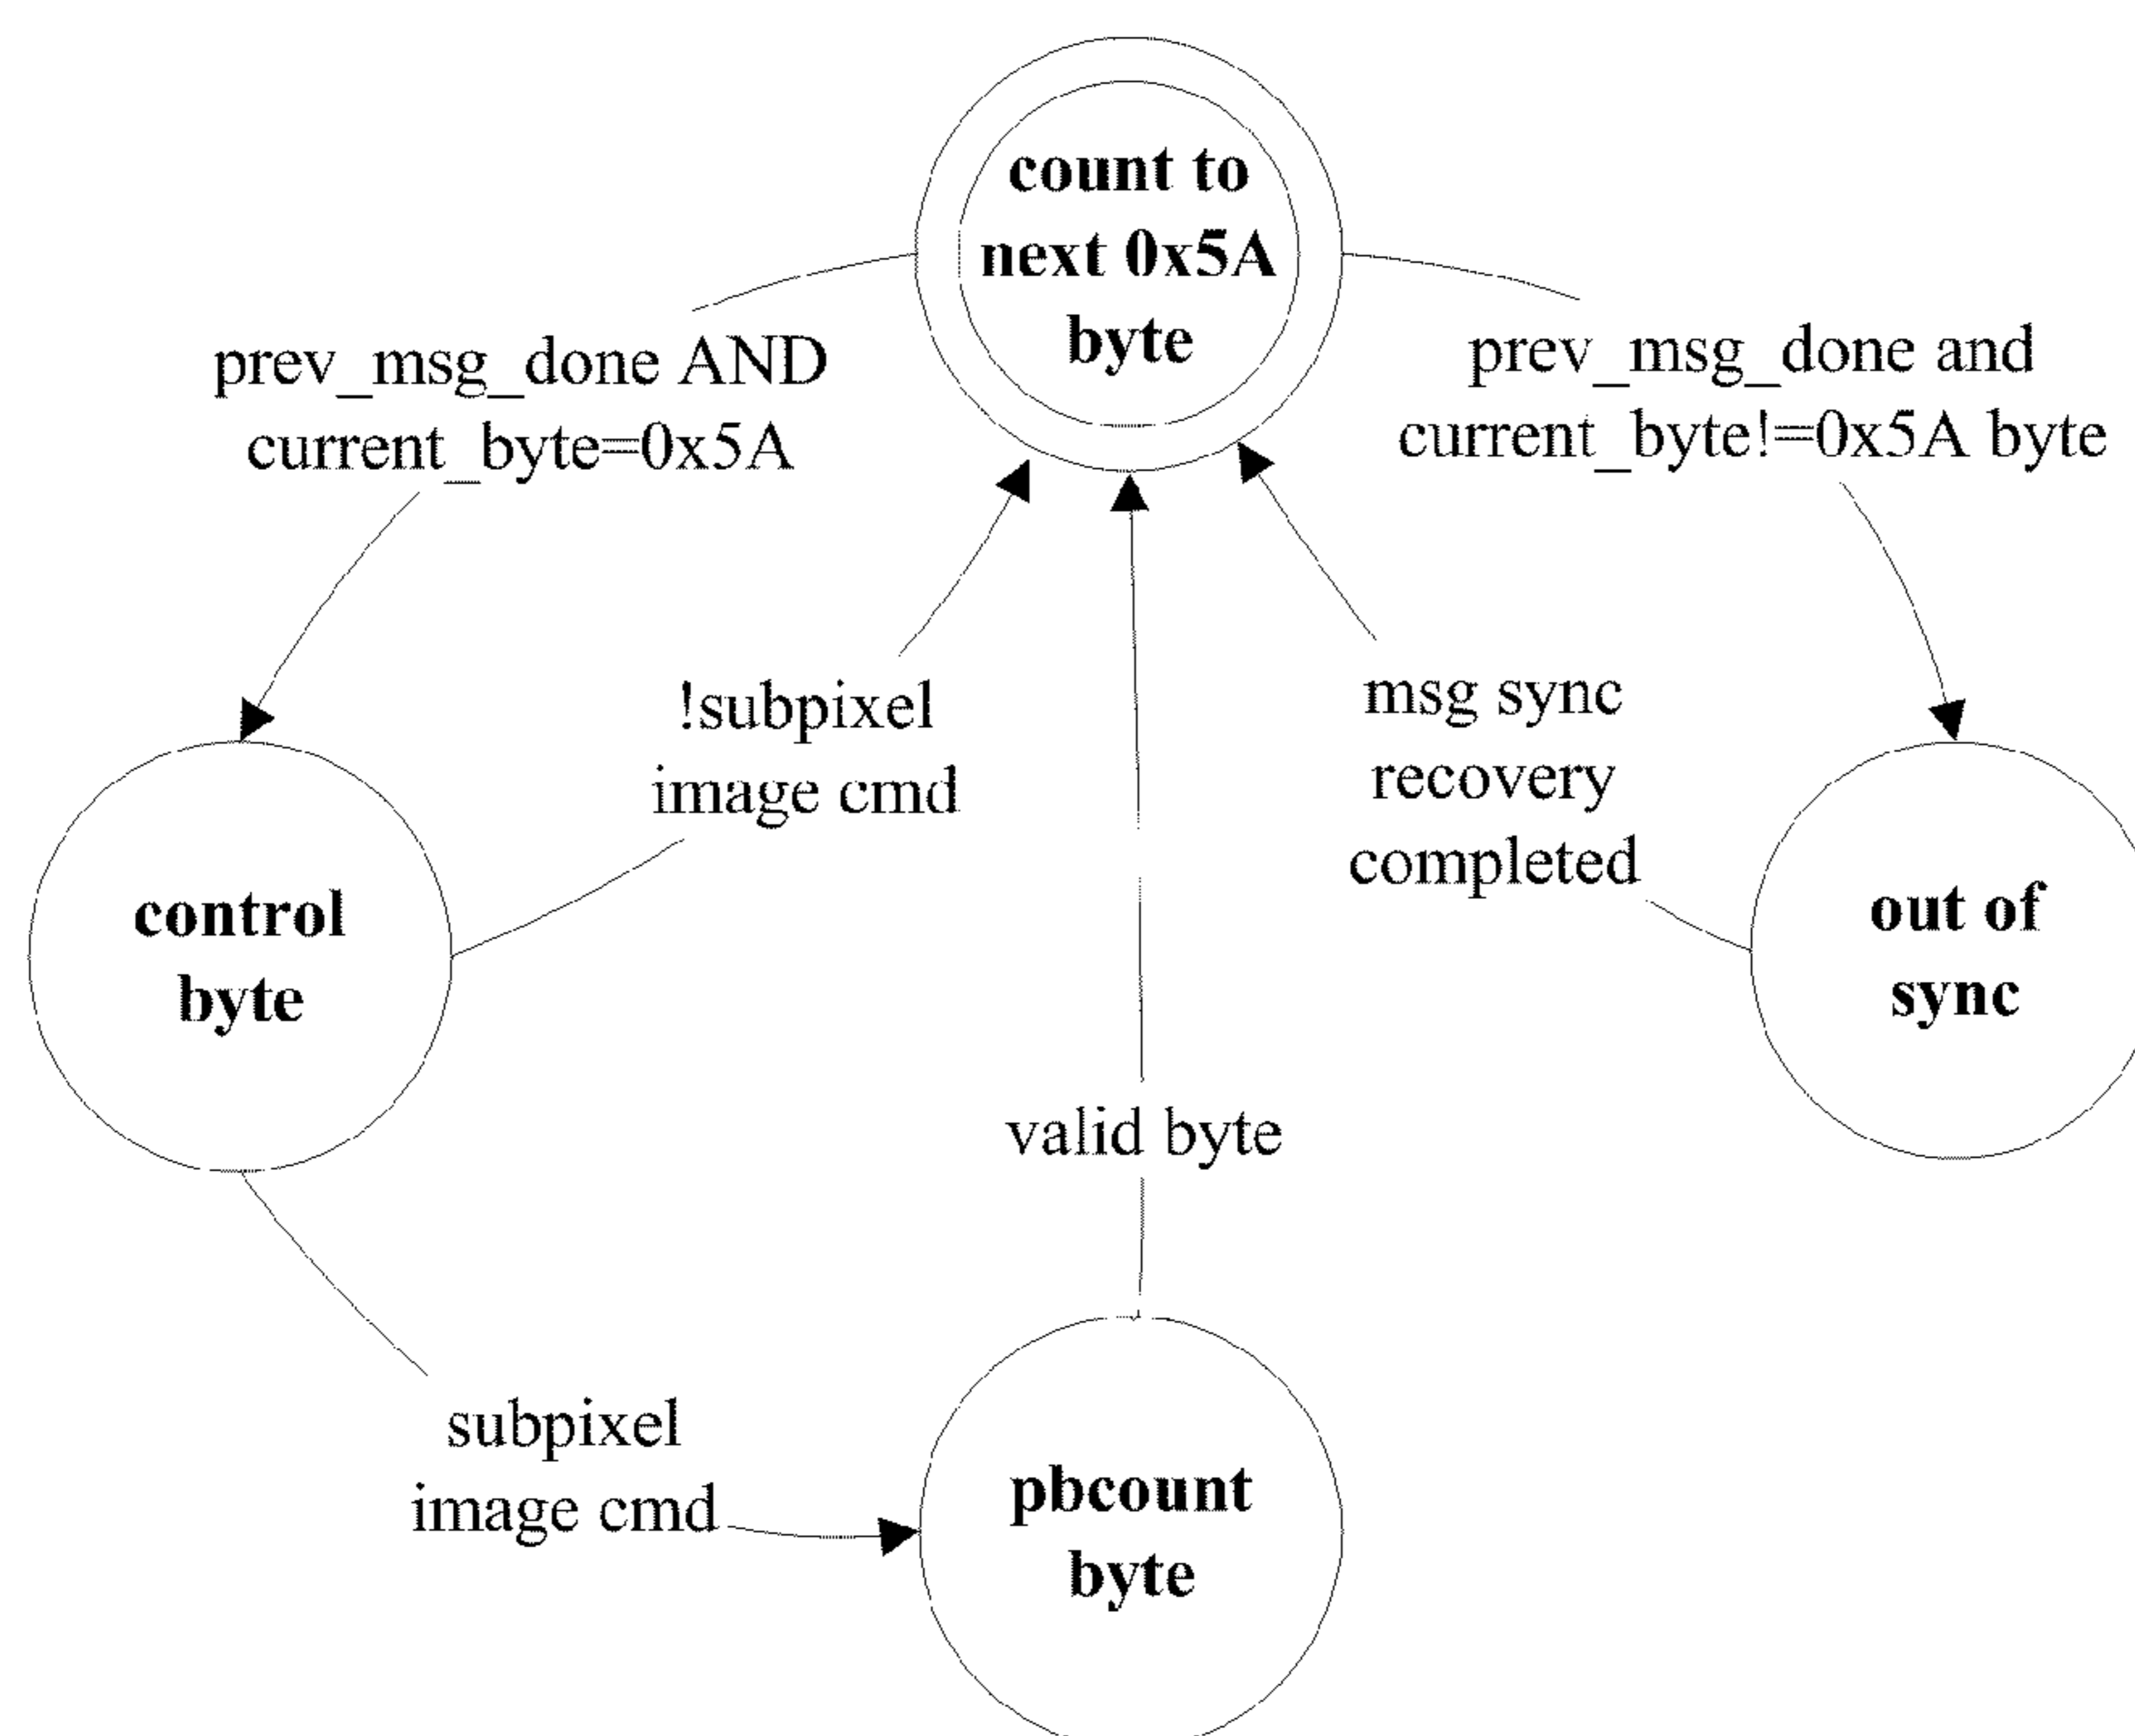 count to
next 0x5A
byte
prev_msg_done AND
current_byte=0x5A
prev_msg_done and
current_byte!=0x5A byte
!subpixel
image cmd
msg sync
recovery
completed
control
byte
out of
sync
valid byte
subpixel
image cmd
pbcount
byte